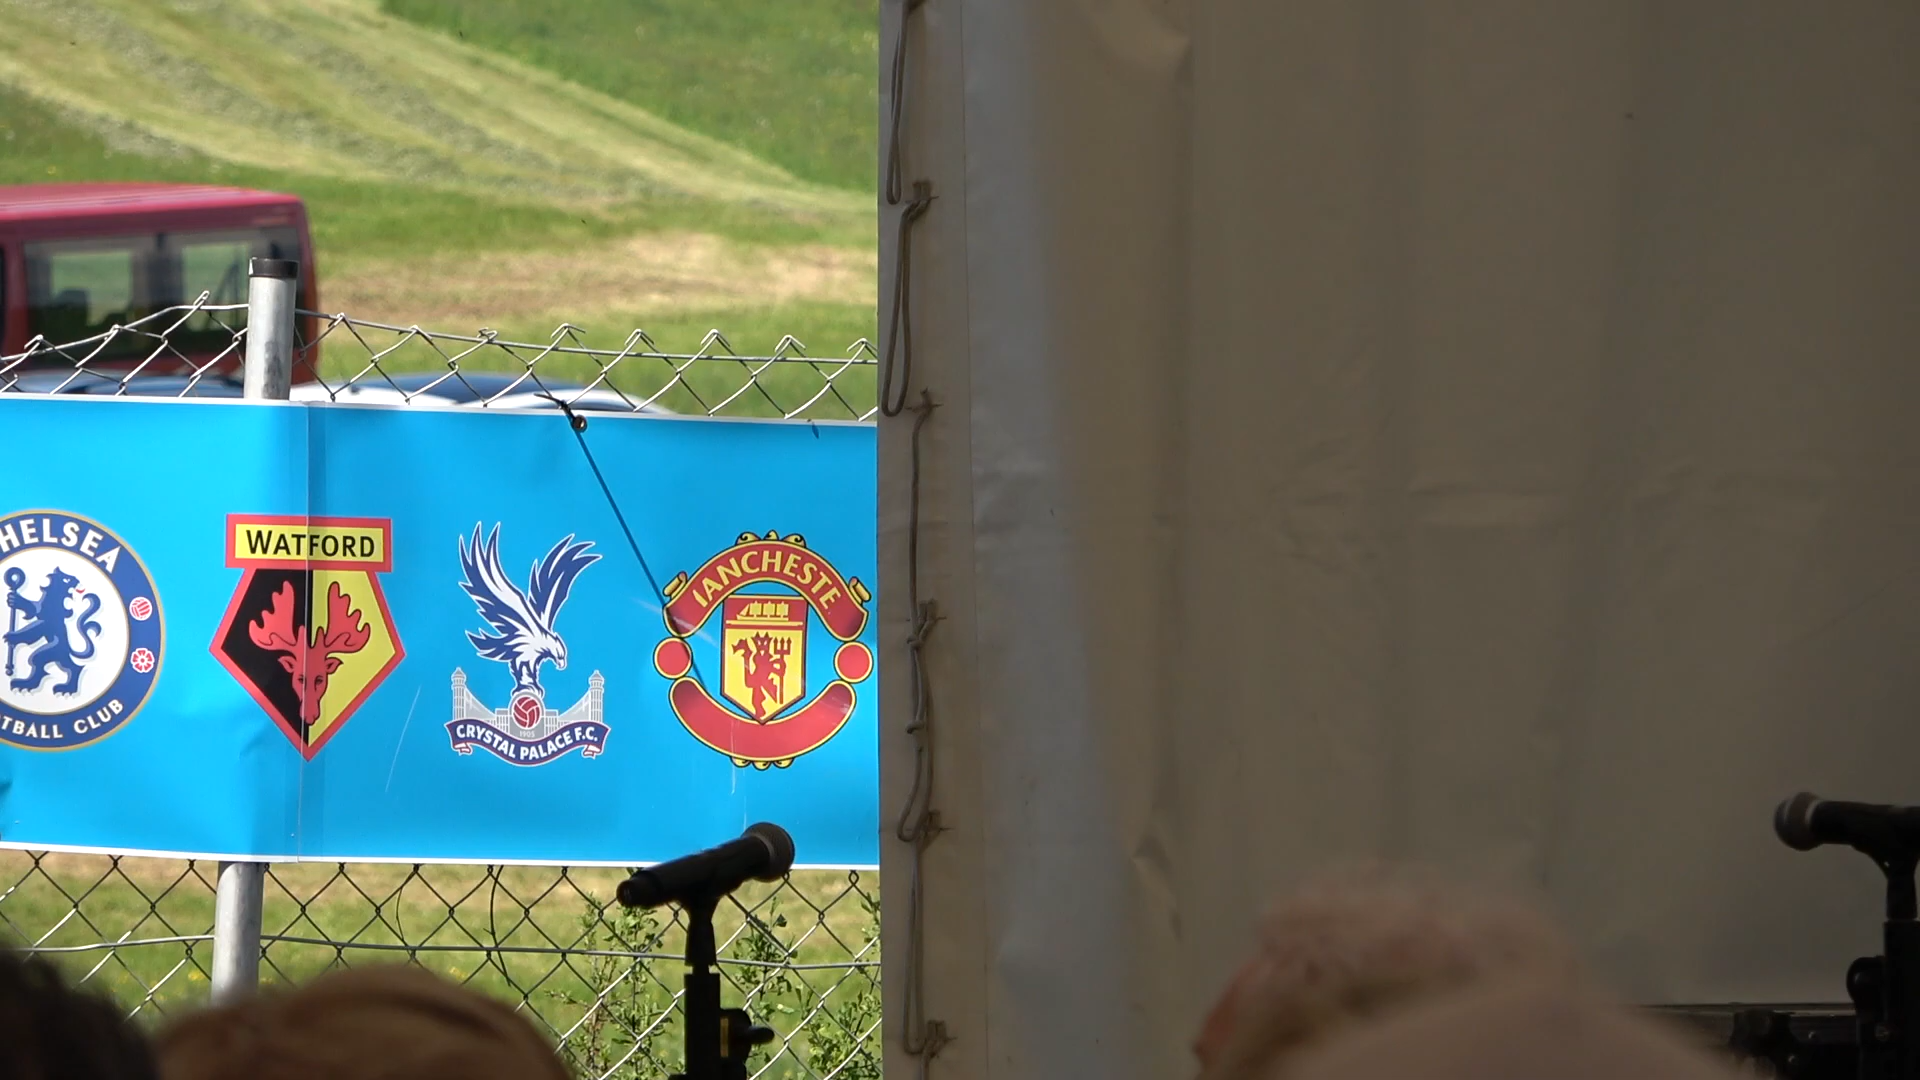 HELSEA
TBALL CLUB
WATFORD
CRYSTAL PALACE F.C.
1905
IANCHESTE